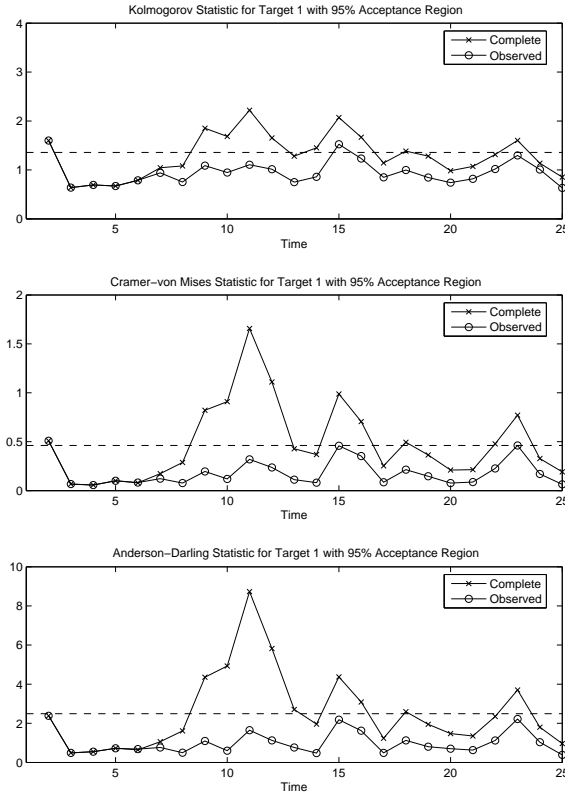 Kolmogorov Statistic for Target 1 with 95% Acceptance Region
4
3
2
1
0
Complete
Observed
5
10
15
20
25
Time
Cramer−von Mises Statistic for Target 1 with 95% Acceptance Region
2
1.5
1
0.5
0
Complete
Observed
5
10
15
20
25
Time
Anderson−Darling Statistic for Target 1 with 95% Acceptance Region
10
8
6
4
2
0
Complete
Observed
5
10
15
20
25
Time